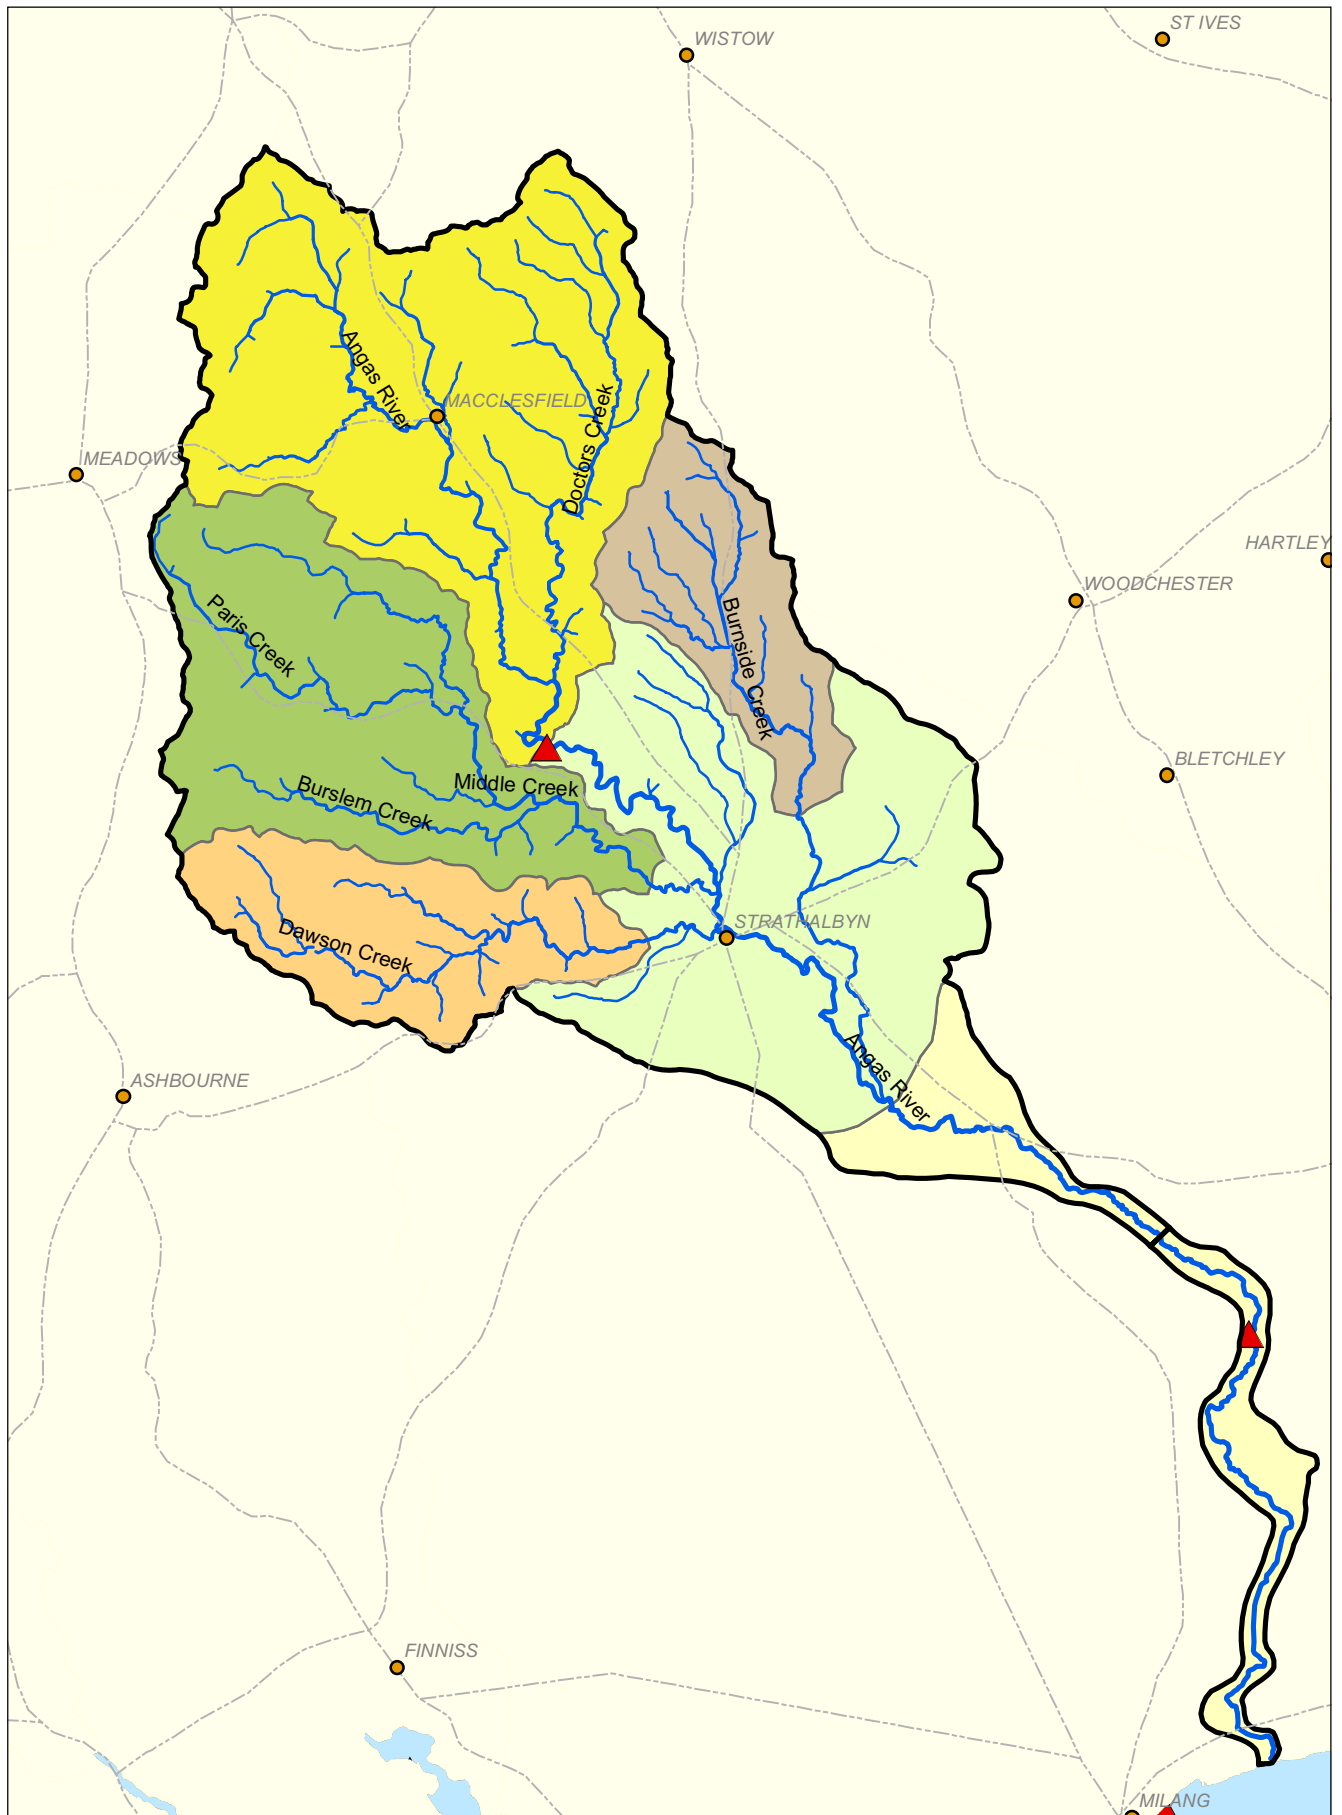 ST IVES
WISTOW
Angas River
MACCLESFIELD
Doctors Creek
MEADOWS
HARTLEY
WOODCHESTER
Paris Creek
Burnside Creek
BLETCHLEY
Middle Creek
Burslem Creek
STRATHALBYN
Dawson Creek
Angas River
ASHBOURNE
FINNISS
MILANG